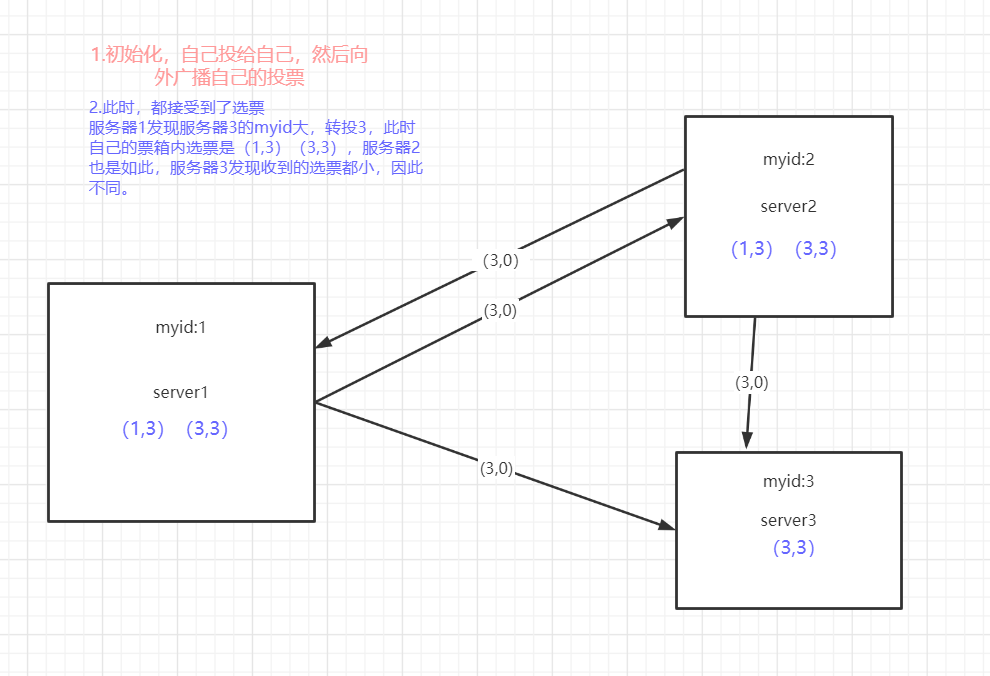 1.初始化，自己投给自己，然后向
外广播自己的投票
2.此时，都接受到了选票
服务器1发现服务器3的myid大，转投3，此时
自己的票箱内选票是（1,3）（3,3），服务器2
也是如此，服务器3发现收到的选票都小，因此
不同。
myid:2
server2
（1,3） （3,3）
(3,0)
(3,0)
myid:1
server1
（1,3） （3,3）
(3,0)
(3,0)
myid:3
server3
（3,3）